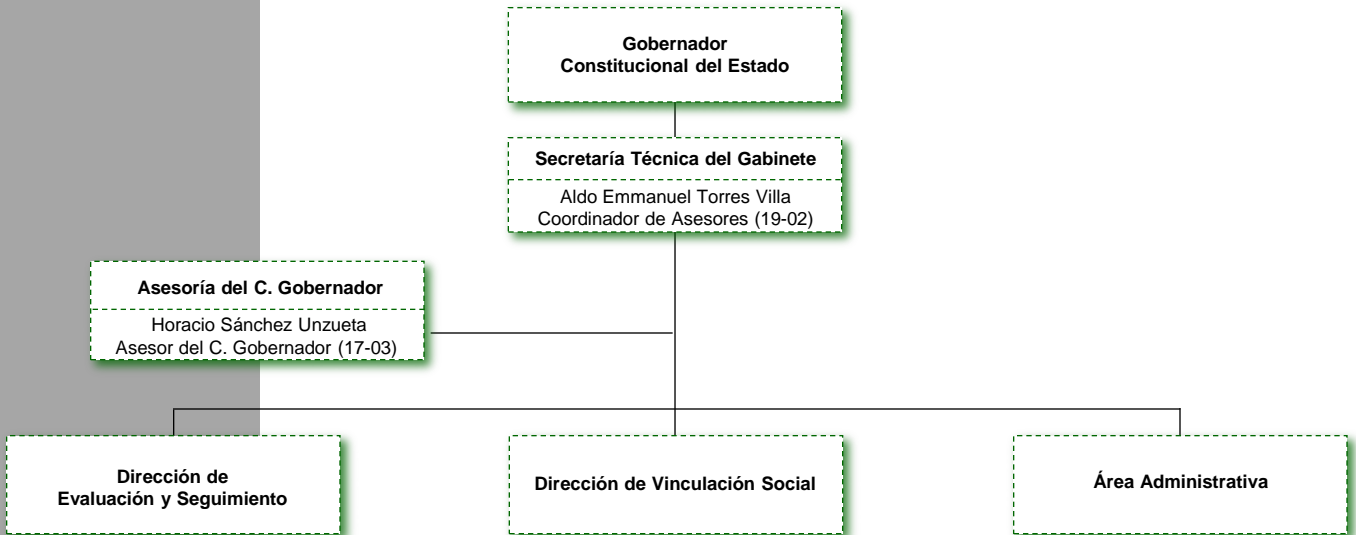 Gobernador
Constitucional del Estado
Secretaría Técnica del Gabinete
Aldo Emmanuel Torres Villa
Coordinador de Asesores (19-02)
Asesoría del C. Gobernador
Horacio Sánchez Unzueta
Asesor del C. Gobernador (17-03)
Dirección de
Evaluación y Seguimiento
Dirección de Vinculación Social
Área Administrativa